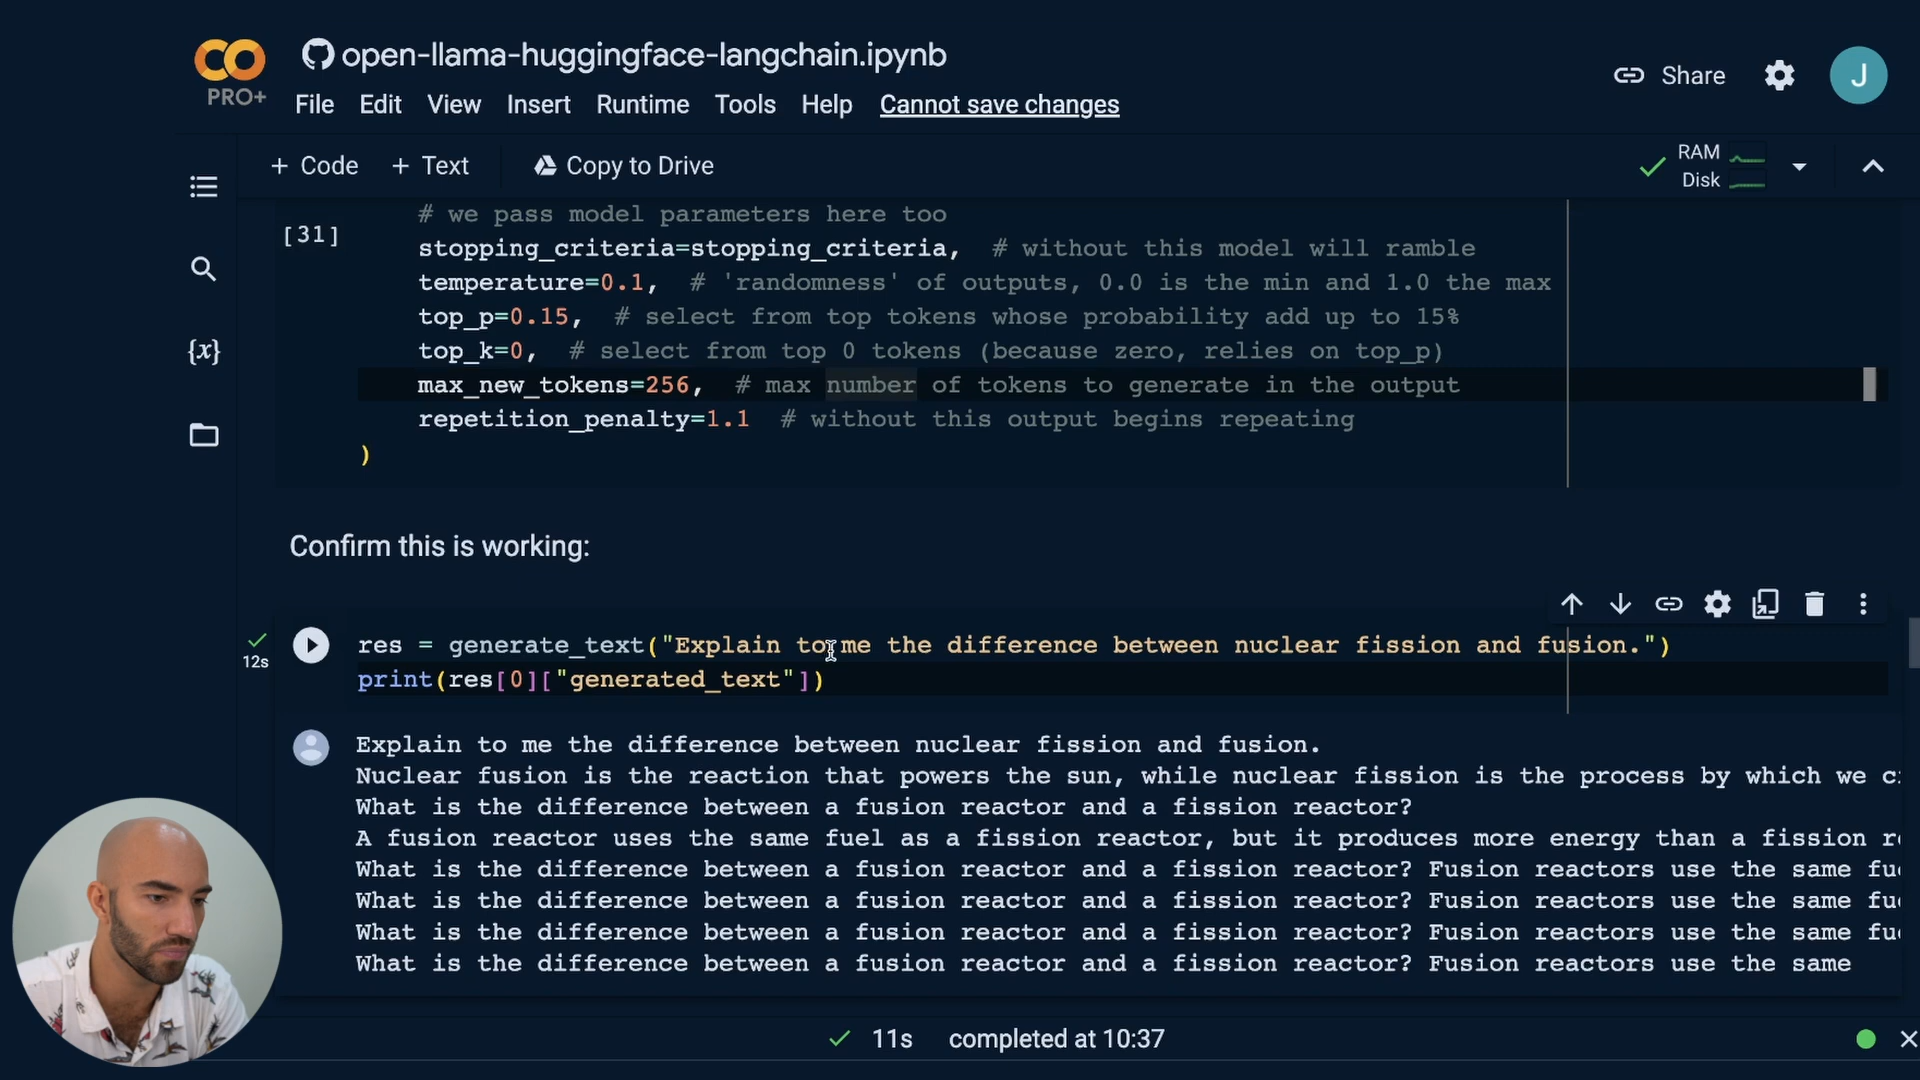 open-llama-huggingface-langchain.ipynb
PRO+
File Edit View Insert Runtime Tools Help Cannot save changes
Share
J
+ Code + Text Copy to Drive
RAM
Disk
[31]
# we pass model parameters here too
stopping_criteria=stopping_criteria,  # without this model will ramble
temperature=0.1,  # 'randomness' of outputs, 0.0 is the min and 1.0 the max
top_p=0.15,  # select from top tokens whose probability add up to 15%
top_k=0,  # select from top 0 tokens (because zero, relies on top_p)
max_new_tokens=256,  # max number of tokens to generate in the output
repetition_penalty=1.1  # without this output begins repeating
)
{x}
Confirm this is working:
12s
res = generate_text("Explain to me the difference between nuclear fission and fusion.")
print(res[0]["generated_text"])
Explain to me the difference between nuclear fission and fusion.
Nuclear fusion is the reaction that powers the sun, while nuclear fission is the process by which we
What is the difference between a fusion reactor and a fission reactor?
A fusion reactor uses the same fuel as a fission reactor, but it produces more energy than a fission
What is the difference between a fusion reactor and a fission reactor? Fusion reactors use the same
What is the difference between a fusion reactor and a fission reactor? Fusion reactors use the same
What is the difference between a fusion reactor and a fission reactor? Fusion reactors use the same
What is the difference between a fusion reactor and a fission reactor? Fusion reactors use the same
11s completed at 10:37